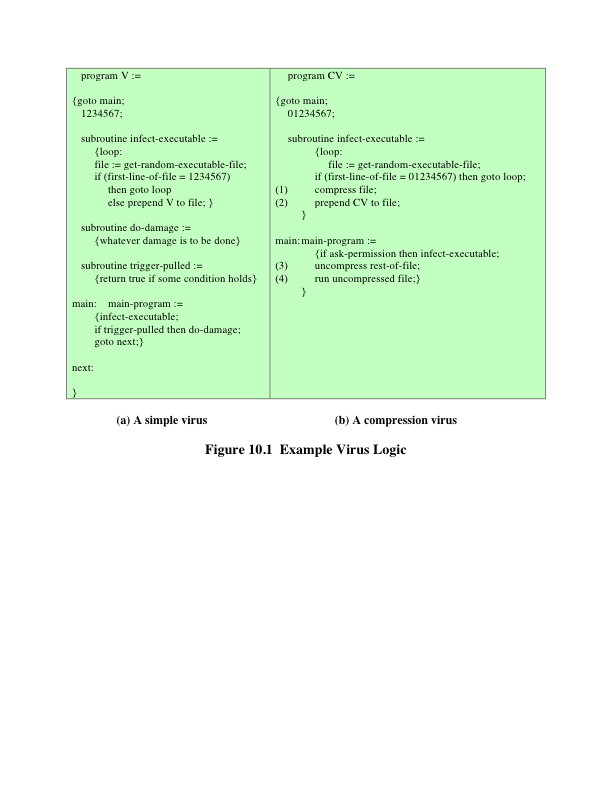 program V :=
{goto main;
1234567;
subroutine infect-executable :=
{loop:
file := get-random-executable-file;
if (first-line-of-file = 1234567)
then goto loop
else prepend V to file; }
subroutine do-damage :=
{whatever damage is to be done}
subroutine trigger-pulled :=
{return true if some condition holds}
main: main-program :=
{infect-executable;
if trigger-pulled then do-damage;
goto next;}
next:
}
program CV :=
{goto main;
01234567;
subroutine infect-executable :=
{loop:
file := get-random-executable-file;
if (first-line-of-file = 01234567) then goto loop;
(1) compress file;
(2) prepend CV to file;
}
main: main-program :=
{if ask-permission then infect-executable;
(3) uncompress rest-of-file;
(4) run uncompressed file;}
}
(a) A simple virus
(b) A compression virus
Figure 10.1 Example Virus Logic